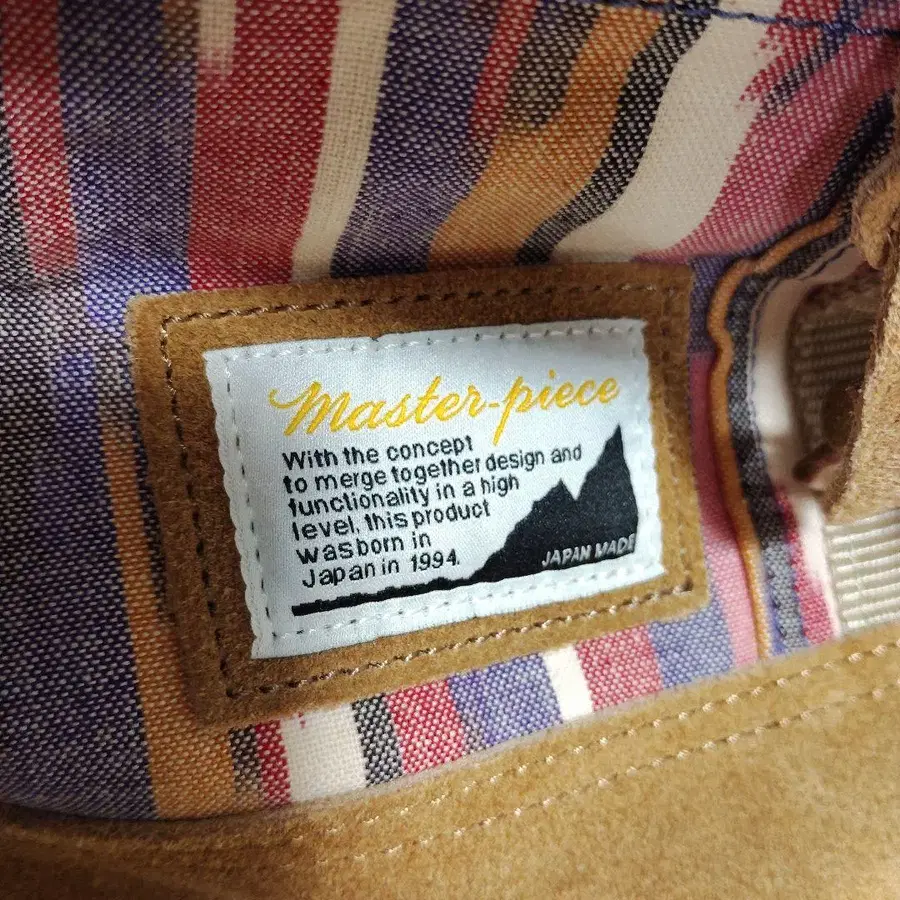 Master-piece
With the concept
to merge together design and
functionality in a high
level, this product
was born in
Japan in 1994.
JAPAN MADE